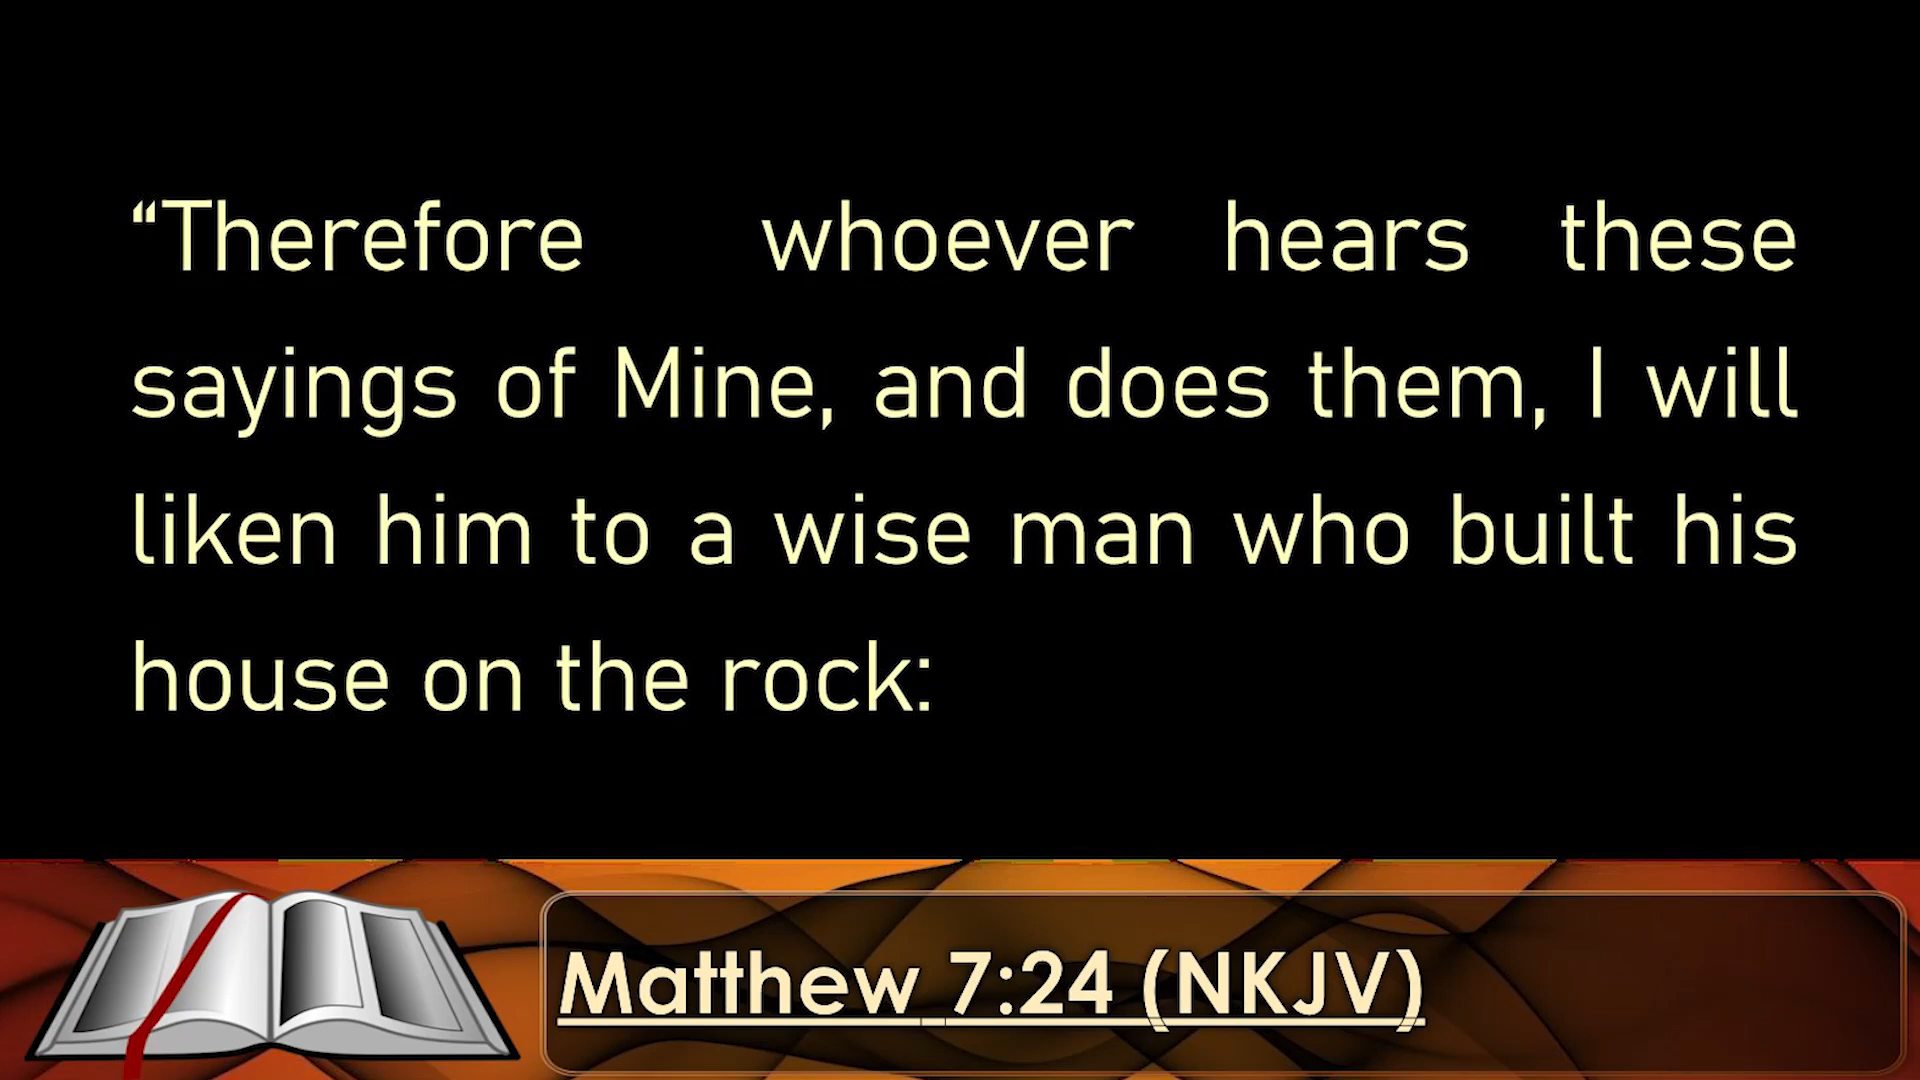 “Therefore whoever hears these
sayings of Mine, and does them, I will
liken him to a wise man who built his
house on the rock:
Matthew 7:24 (NKJV)